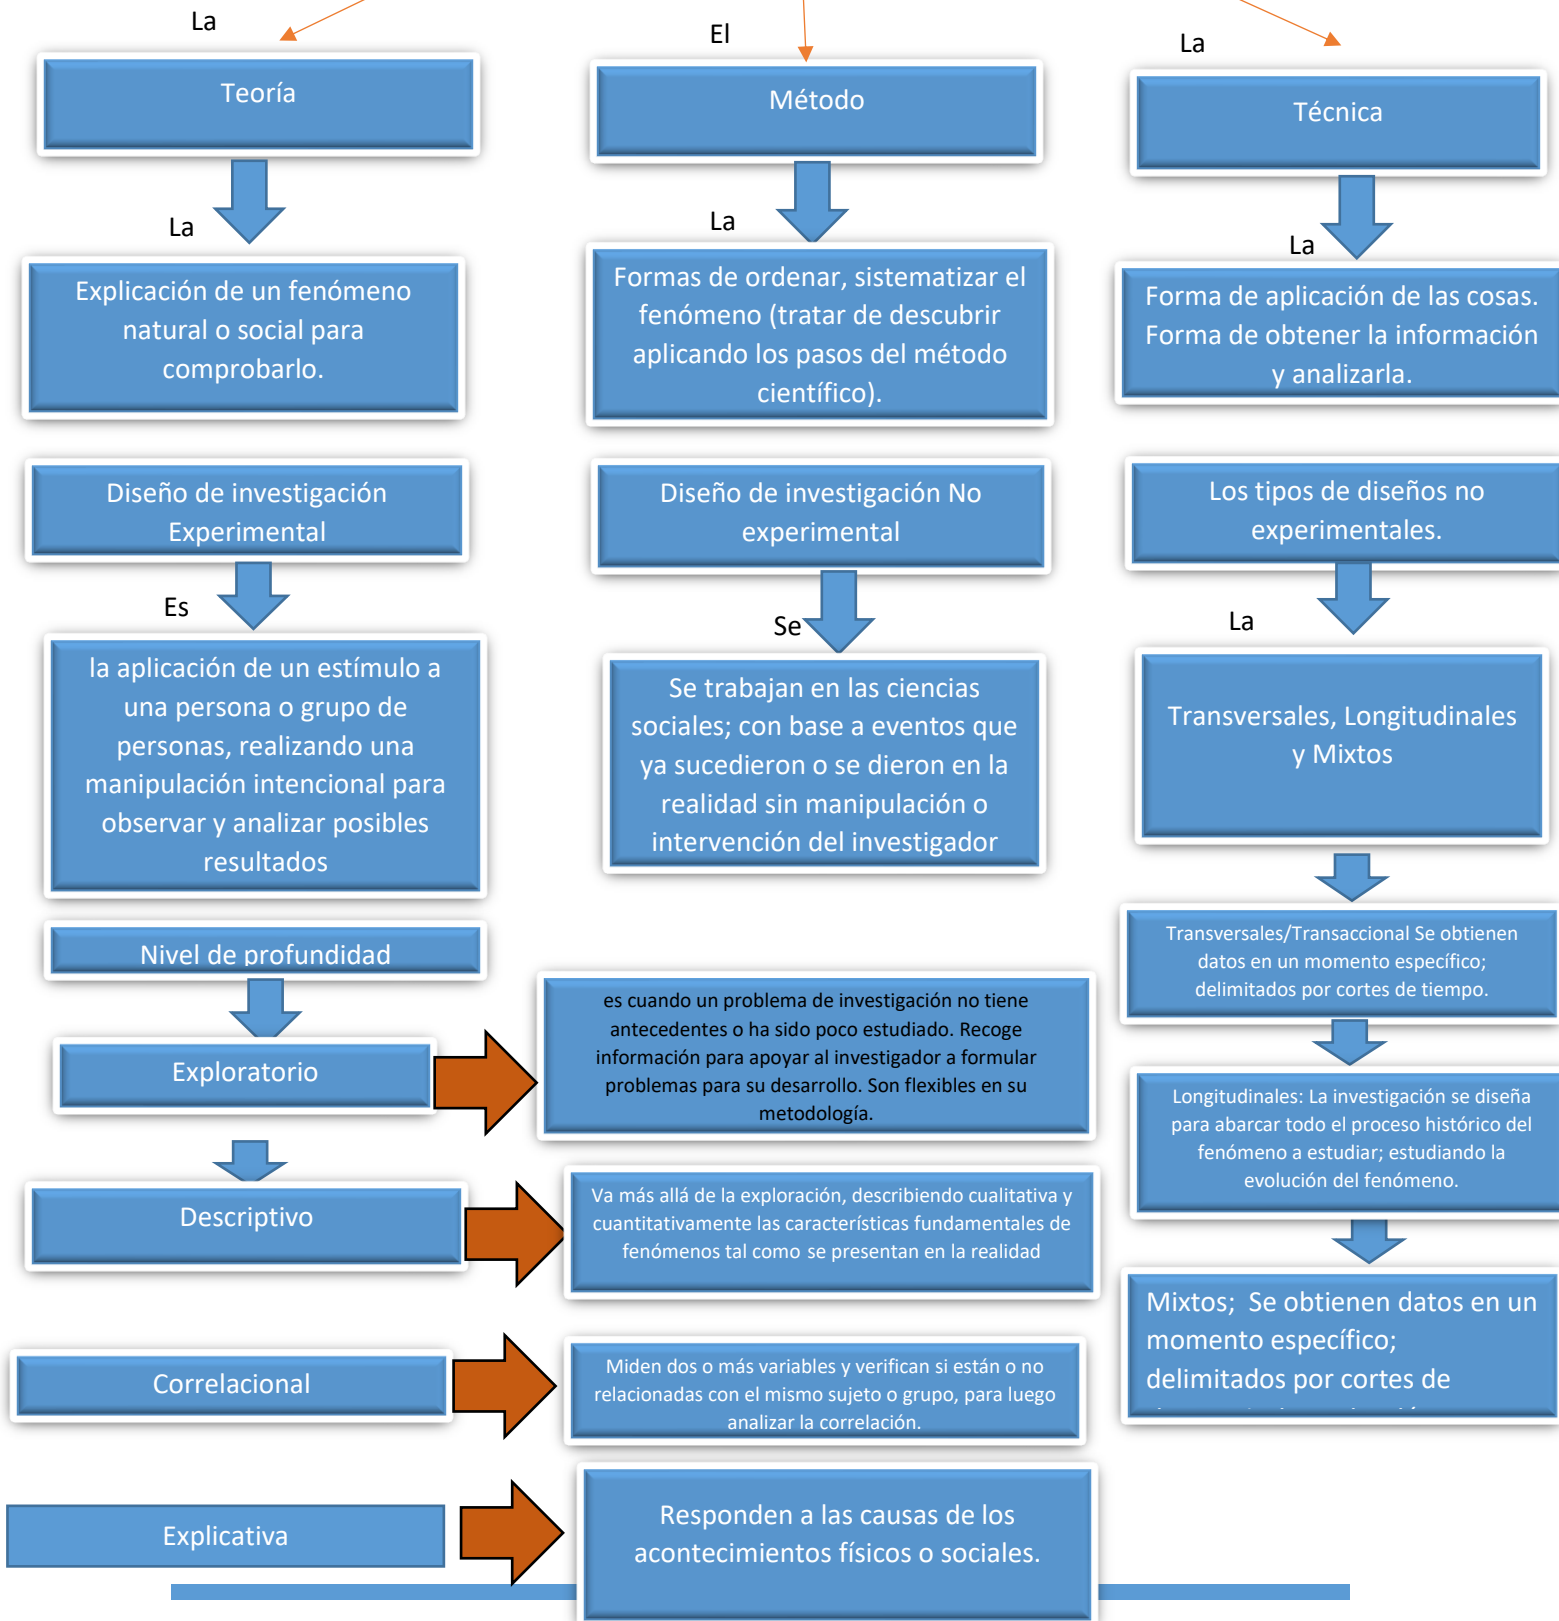 La
Teoría
La
Explicación de un fenómeno
natural o social para
comprobarlo.
El
Método
La
Formas de ordenar, sistematizar el
fenómeno (tratar de descubrir
aplicando los pasos del método
científico).
La
Técnica
La
Forma de aplicación de las cosas.
Forma de obtener la información
y analizarla.
Diseño de investigación
Experimental
Es
la aplicación de un estímulo a
una persona o grupo de
personas, realizando una
manipulación intencional para
observar y analizar posibles
resultados
Diseño de investigación No
experimental
Se
Se trabajan en las ciencias
sociales; con base a eventos que
ya sucedieron o se dieron en la
realidad sin manipulación o
intervención del investigador
Los tipos de diseños no
experimentales.
La
Transversales, Longitudinales
y Mixtos
Transversales/Transaccional Se obtienen
datos en un momento específico;
delimitados por cortes de tiempo.
Longitudinales: La investigación se diseña
para abarcar todo el proceso histórico del
fenómeno a estudiar; estudiando la
evolución del fenómeno.
Mixtos; Se obtienen datos en un
momento específico;
delimitados por cortes de
Nivel de profundidad
Exploratorio
es cuando un problema de investigación no tiene
antecedentes o ha sido poco estudiado. Recoge
información para apoyar al investigador a formular
problemas para su desarrollo. Son flexibles en su
metodología.
Descriptivo
Va más allá de la exploración, describiendo cualitativa y
cuantitativamente las características fundamentales de
fenómenos tal como se presentan en la realidad
Correlacional
Miden dos o más variables y verifican si están o no
relacionadas con el mismo sujeto o grupo, para luego
analizar la correlación.
Explicativa
Responden a las causas de los
acontecimientos físicos o sociales.